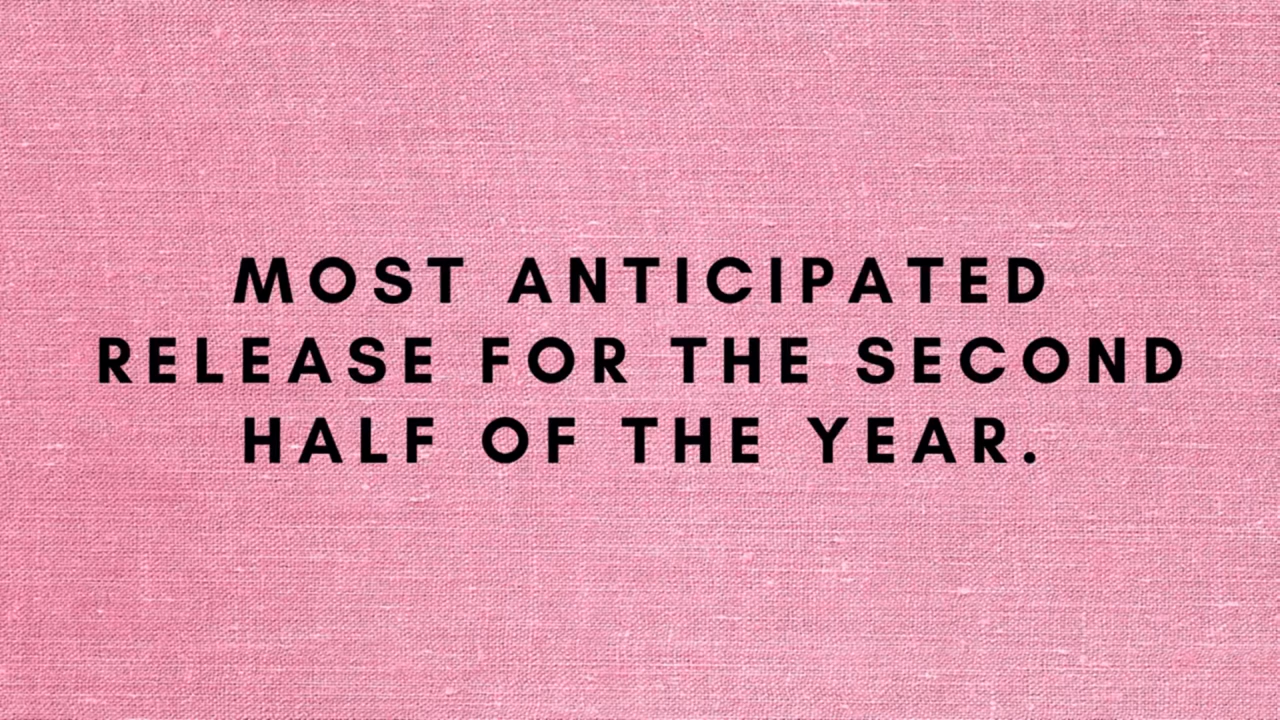 MOST ANTICIPATED
RELEASE FOR THE SECOND
HALF OF THE YEAR.